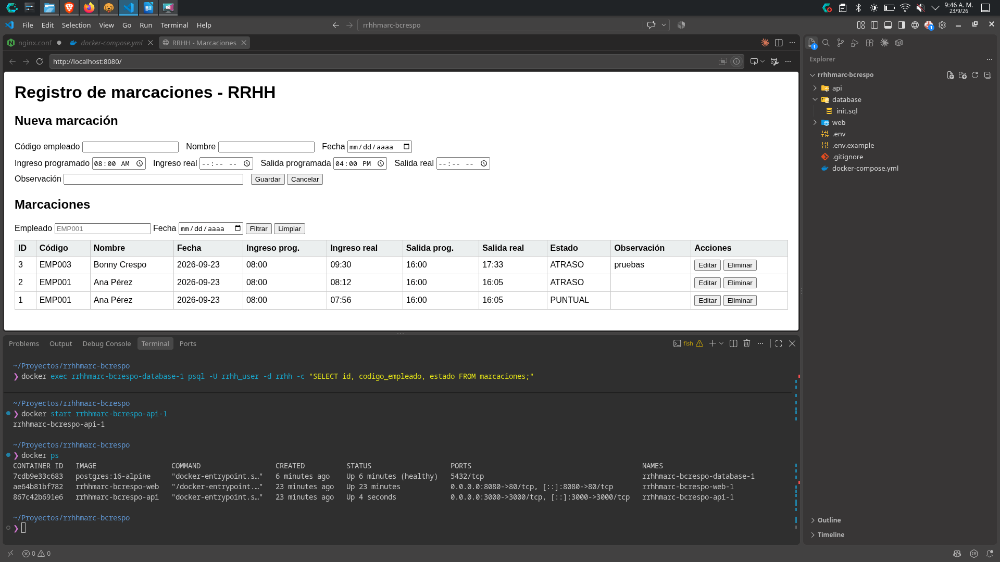 9:46 A. M.
23/9/26
File Edit Selection View Go Run Terminal Help
rrhhmarc-bcrespo
1
nginx.conf
docker-compose.yml
RRHH - Marcaciones
1
http://localhost:8080/
Registro de marcaciones - RRHH
Nueva marcación
Código empleado Nombre Fecha mm/dd/aaaa
Ingreso programado 08:00 AM Ingreso real --:-- -- Salida programada 04:00 PM Salida real --:-- --
Observación Guardar Cancelar
Marcaciones
Empleado EMP001 Fecha mm/dd/aaaa Filtrar Limpiar
ID Código Nombre Fecha Ingreso prog. Ingreso real Salida prog. Salida real Estado Observación Acciones
3 EMP003 Bonny Crespo 2026-09-23 08:00 09:30 16:00 17:33 ATRASO pruebas Editar Eliminar
2 EMP001 Ana Pérez 2026-09-23 08:00 08:12 16:00 16:05 ATRASO Editar Eliminar
1 EMP001 Ana Pérez 2026-09-23 08:00 07:56 16:00 16:05 PUNTUAL Editar Eliminar
Explorer
rrhhmarc-bcrespo
api
database
init.sql
web
.env
.env.example
.gitignore
docker-compose.yml
Outline
Timeline
Problems Output Debug Console Terminal Ports
fish
~/Proyectos/rrhhmarc-bcrespo
❯ docker exec rrhhmarc-bcrespo-database-1 psql -U rrhh_user -d rrhh -c "SELECT id, codigo_empleado, estado FROM marcaciones;"
~/Proyectos/rrhhmarc-bcrespo
❯ docker start rrhhmarc-bcrespo-api-1
rrhhmarc-bcrespo-api-1
~/Proyectos/rrhhmarc-bcrespo
❯ docker ps
CONTAINER ID IMAGE COMMAND CREATED STATUS PORTS NAMES
7cdb9e33c683 postgres:16-alpine "docker-entrypoint.s…" 6 minutes ago Up 6 minutes (healthy) 5432/tcp rrhhmarc-bcrespo-database-1
ae64b81bf782 rrhhmarc-bcrespo-web "/docker-entrypoint.…" 23 minutes ago Up 23 minutes 0.0.0.0:8080->80/tcp, [::]:8080->80/tcp rrhhmarc-bcrespo-web-1
867c42b691e6 rrhhmarc-bcrespo-api "docker-entrypoint.s…" 23 minutes ago Up 4 seconds 0.0.0.0:3000->3000/tcp, [::]:3000->3000/tcp rrhhmarc-bcrespo-api-1
~/Proyectos/rrhhmarc-bcrespo
❯
0 0